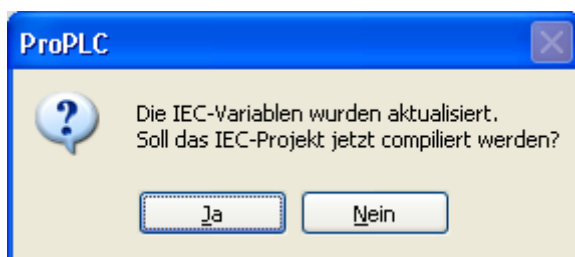 ProPLC
Die IEC-Variablen wurden aktualisiert.
Soll das IEC-Projekt jetzt compiliert werden?
Ja
Nein